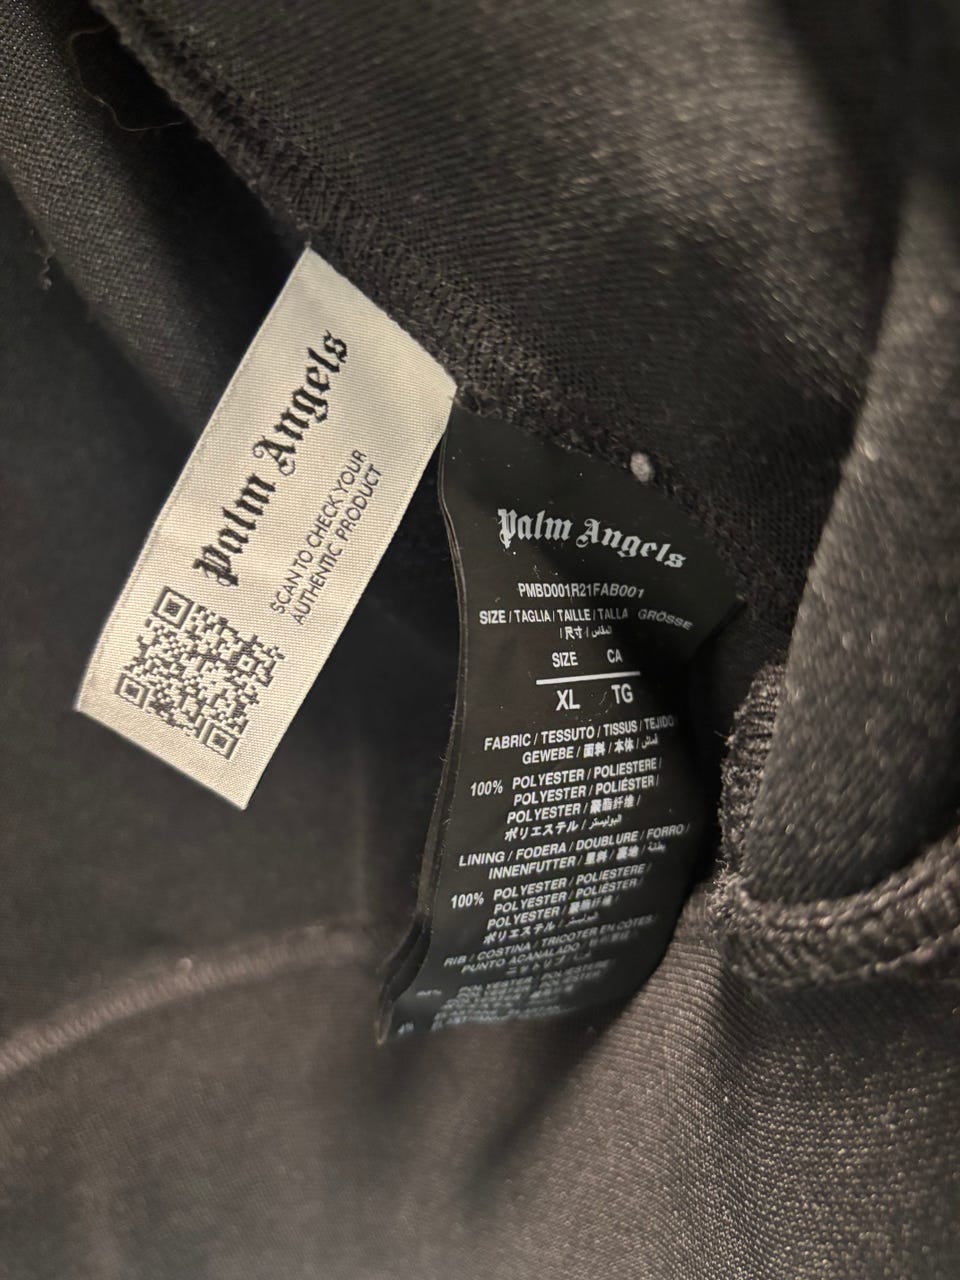 Palm Angels
SCAN TO CHECK YOUR
AUTHENTIC PRODUCT
Palm Angels
PMBD001R21FAB001
SIZE / TAGLIA / TAILLE / TALLA GRÖSSE
/ 尺寸 / المقاس
SIZE CA
XL TG
FABRIC / TESSUTO / TISSUS / TEJIDO
GEWEBE / 面料 / 本体 / قماش
100% POLYESTER / POLIESTERE /
POLYESTER / POLIÉSTER /
POLYESTER / 聚酯纤维 /
ポリエステル / البوليستر
LINING / FODERA / DOUBLURE / FORRO /
INNENFUTTER / 里料 / 裏地 / بطانة
100% POLYESTER / POLIESTERE /
POLYESTER / POLIÉSTER /
POLYESTER / 聚酯纤维 /
ポリエステル / البوليستر
RIB / COSTINA / TRICOTER EN CÔTES /
PUNTO ACANALADO /
POLYESTER